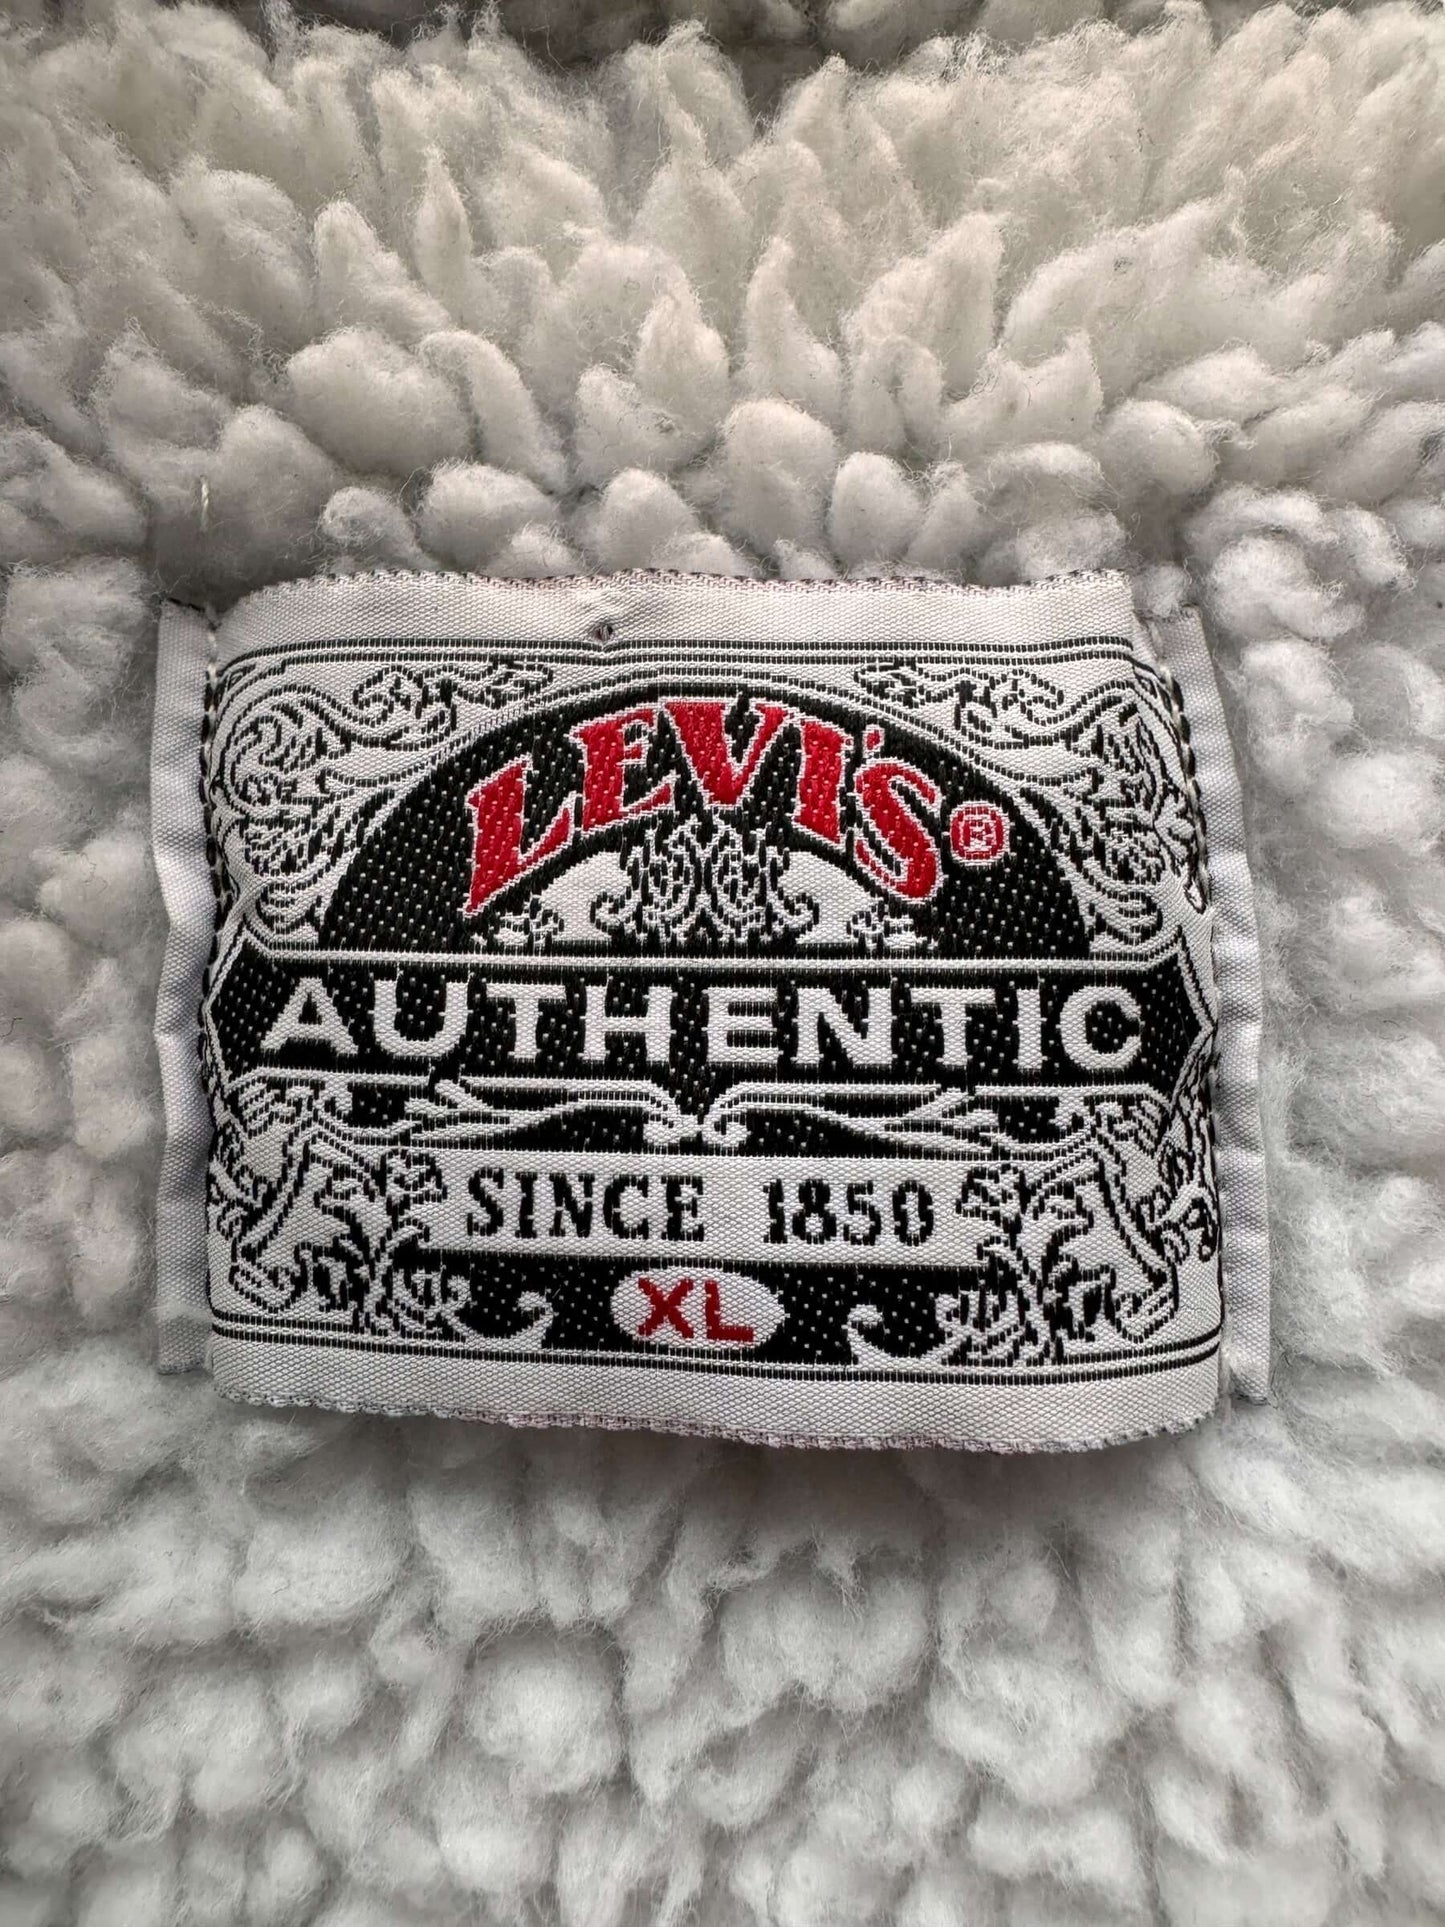 LEVI'S®
AUTHENTIC
SINCE 1850
XL